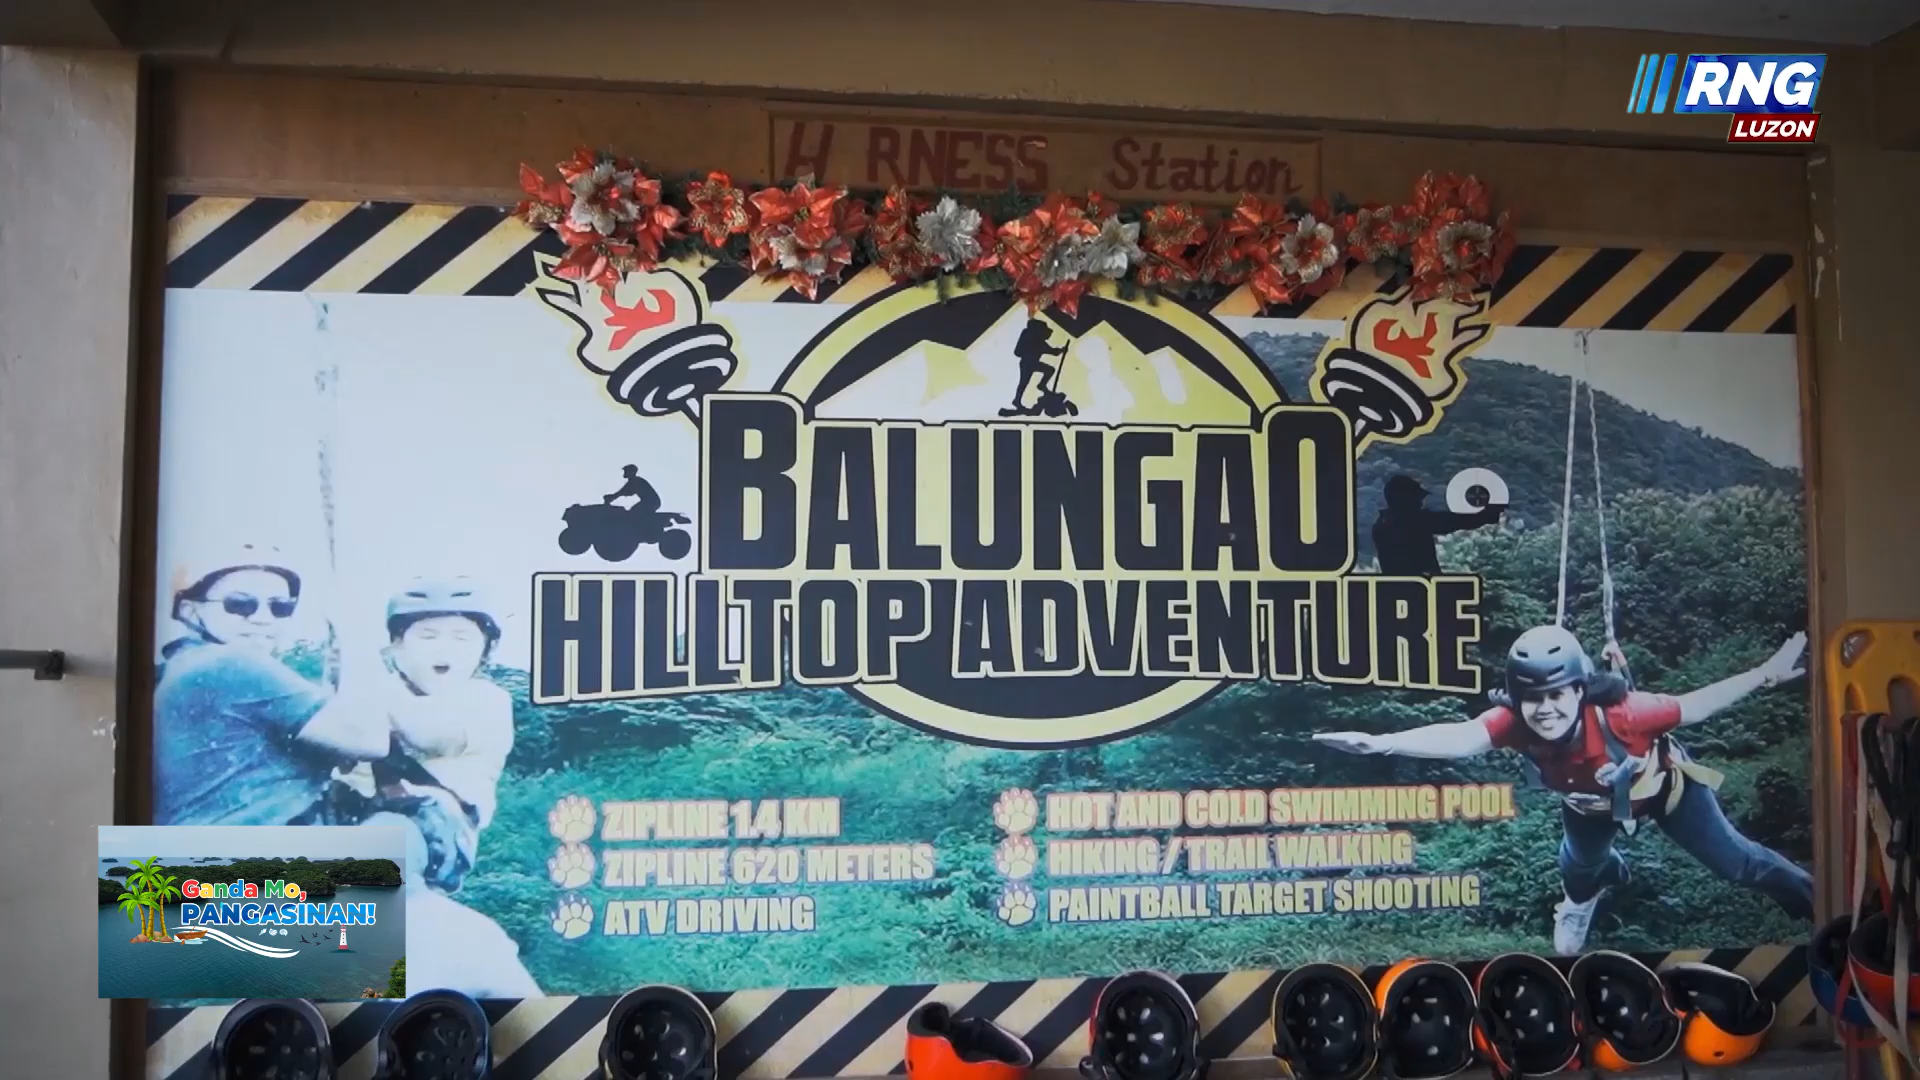 RNG
LUZON
H RNESS Station
BALUNGAO
HILLTOP ADVENTURE
ZIPLINE 1.4 KM
ZIPLINE 620 METERS
ATV DRIVING
HOT AND COLD SWIMMING POOL
HIKING / TRAIL WALKING
PAINTBALL TARGET SHOOTING
Ganda Mo,
PANGASINAN!